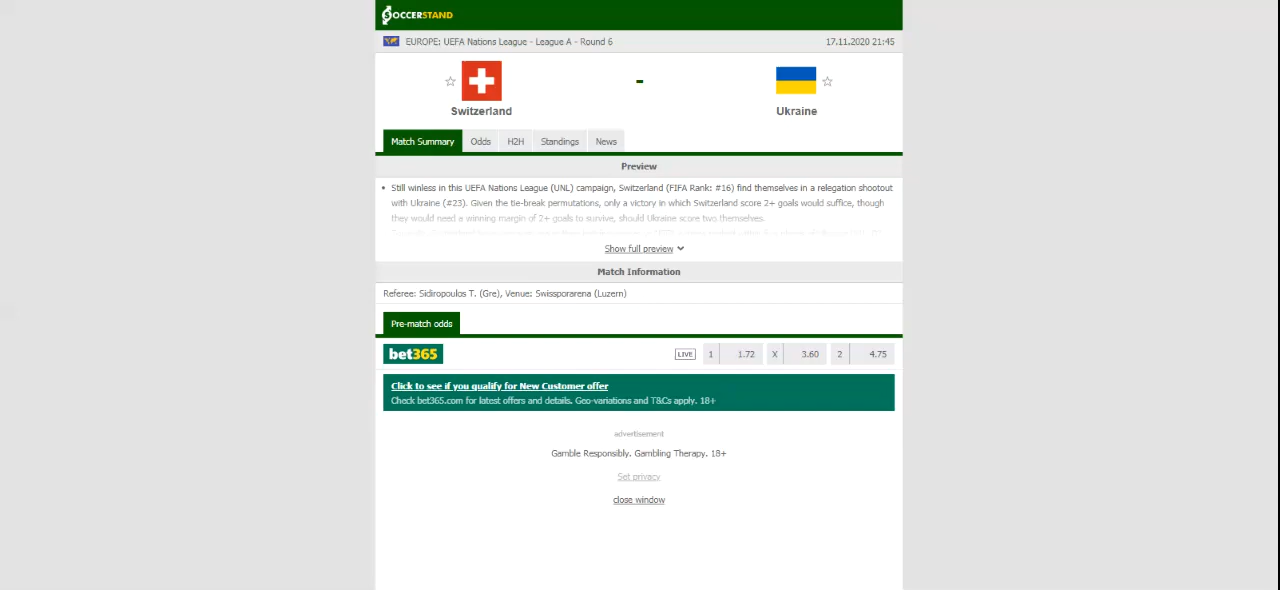 SOCCERSTAND
EUROPE: UEFA Nations League - League A - Round 6 17.11.2020 21:45
-
Switzerland Ukraine
Match Summary Odds H2H Standings News
Preview
• Still winless in this UEFA Nations League (UNL) campaign, Switzerland (FIFA Rank: #16) find themselves in a relegation shootout
with Ukraine (#23). Given the tie-break permutations, only a victory in which Switzerland score 2+ goals would suffice, though
they would need a winning margin of 2+ goals to survive, should Ukraine score two themselves.
Show full preview
Match Information
Referee: Sidiropoulos T. (Gre), Venue: Swissporarena (Luzern)
Pre-match odds
bet365 LIVE 1 1.72 X 3.60 2 4.75
Click to see if you qualify for New Customer offer
Check bet365.com for latest offers and details. Geo-variations and T&Cs apply. 18+
advertisement
Gamble Responsibly. Gambling Therapy. 18+
Set privacy
close window